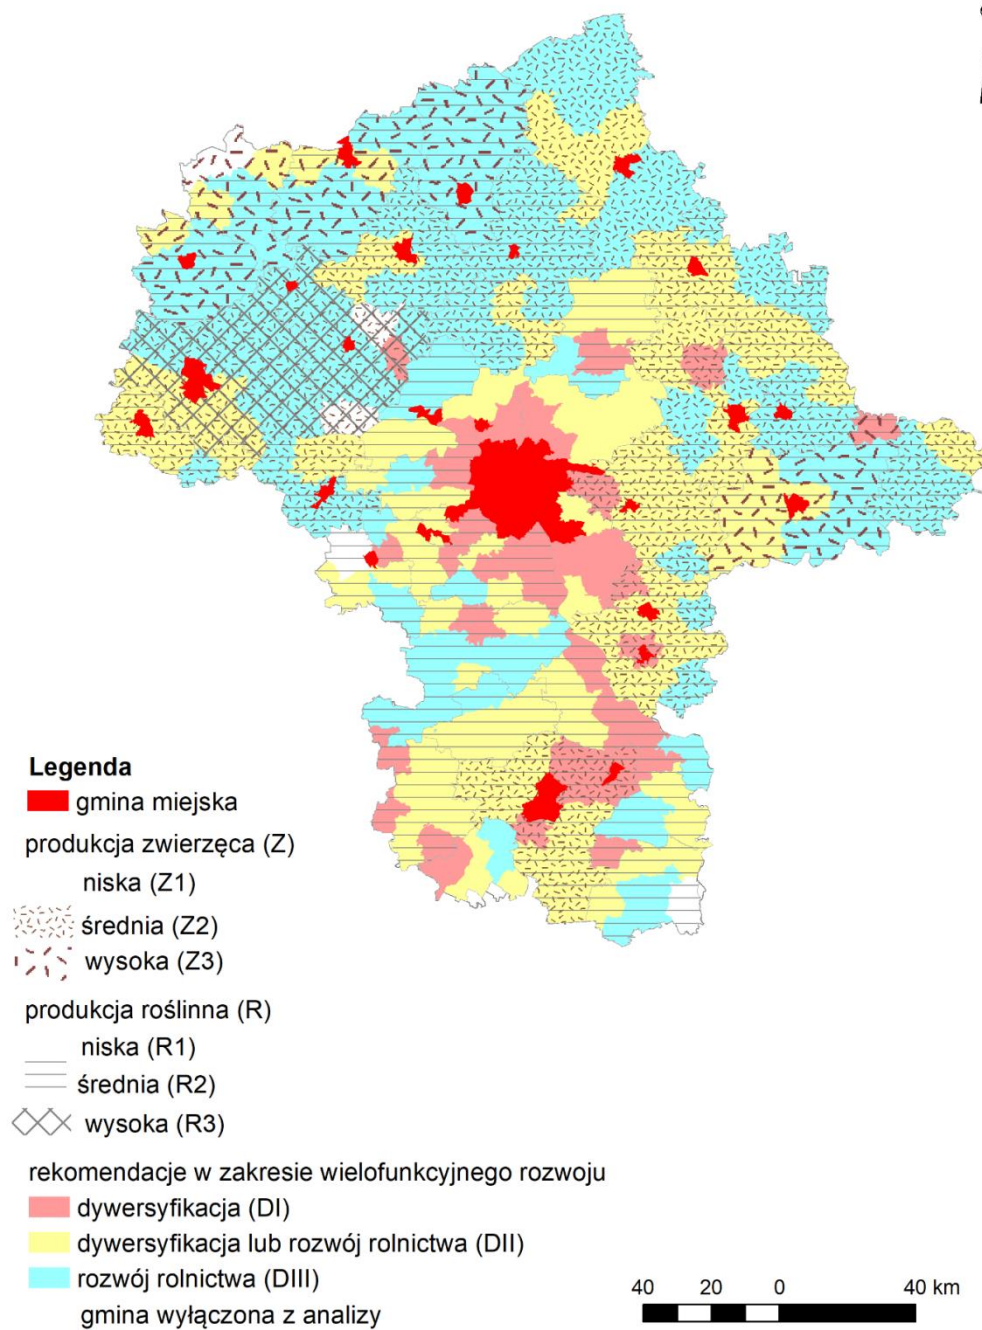 Legenda
gmina miejska
produkcja zwierzęca (Z)
niska (Z1)
średnia (Z2)
wysoka (Z3)
produkcja roślinna (R)
niska (R1)
średnia (R2)
wysoka (R3)
rekomendacje w zakresie wielofunkcyjnego rozwoju
dywersyfikacja (DI)
dywersyfikacja lub rozwój rolnictwa (DII)
rozwój rolnictwa (DIII)
gmina wyłączona z analizy
40 20 0 40 km